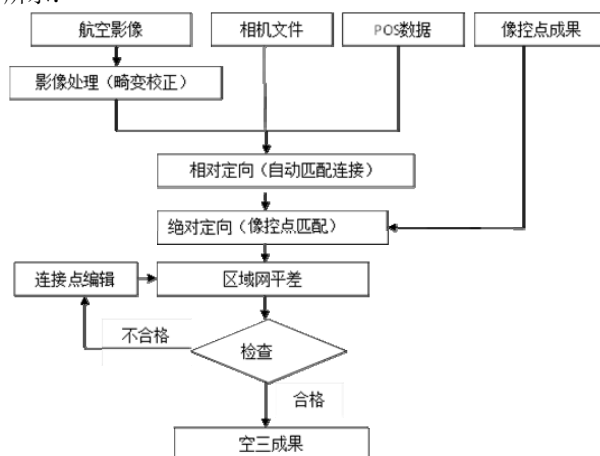 航空影像
相机文件
POS数据
像控点成果
影像处理（畸变校正）
相对定向（自动匹配连接）
绝对定向（像控点匹配）
连接点编辑
区域网平差
不合格
检查
合格
空三成果